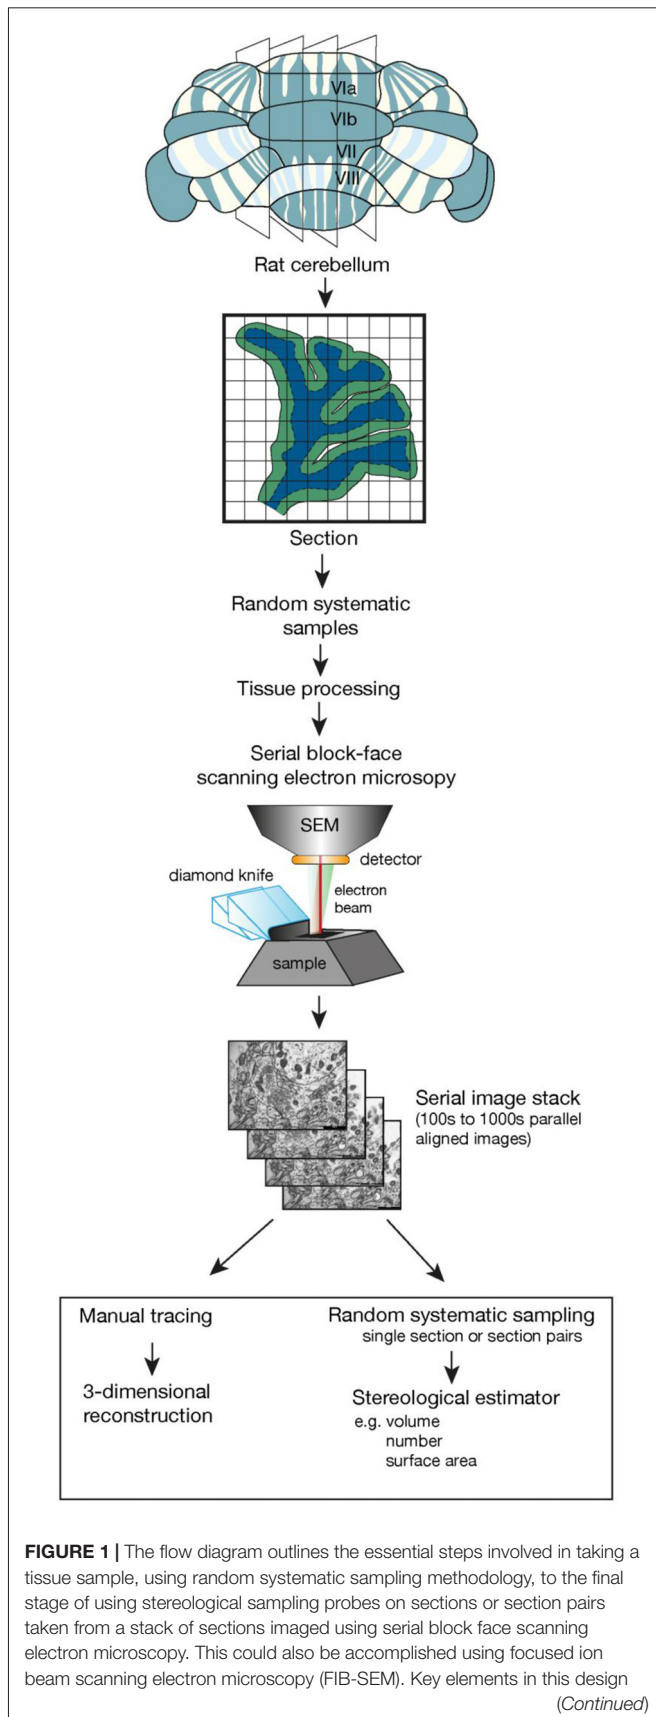 VIa
VIb
VII
VIII
Rat cerebellum
Section
Random systematic
samples
Tissue processing
Serial block-face
scanning electron microsopy
SEM
detector
diamond knife
electron
beam
sample
Serial image stack
(100s to 1000s parallel
aligned images)
Manual tracing
3-dimensional
reconstruction
Random systematic sampling
single section or section pairs
Stereological estimator
e.g. volume
number
surface area
FIGURE 1 | The flow diagram outlines the essential steps involved in taking a
tissue sample, using random systematic sampling methodology, to the final
stage of using stereological sampling probes on sections or section pairs
taken from a stack of sections imaged using serial block face scanning
electron microscopy. This could also be accomplished using focused ion
beam scanning electron microscopy (FIB-SEM). Key elements in this design
(Continued)